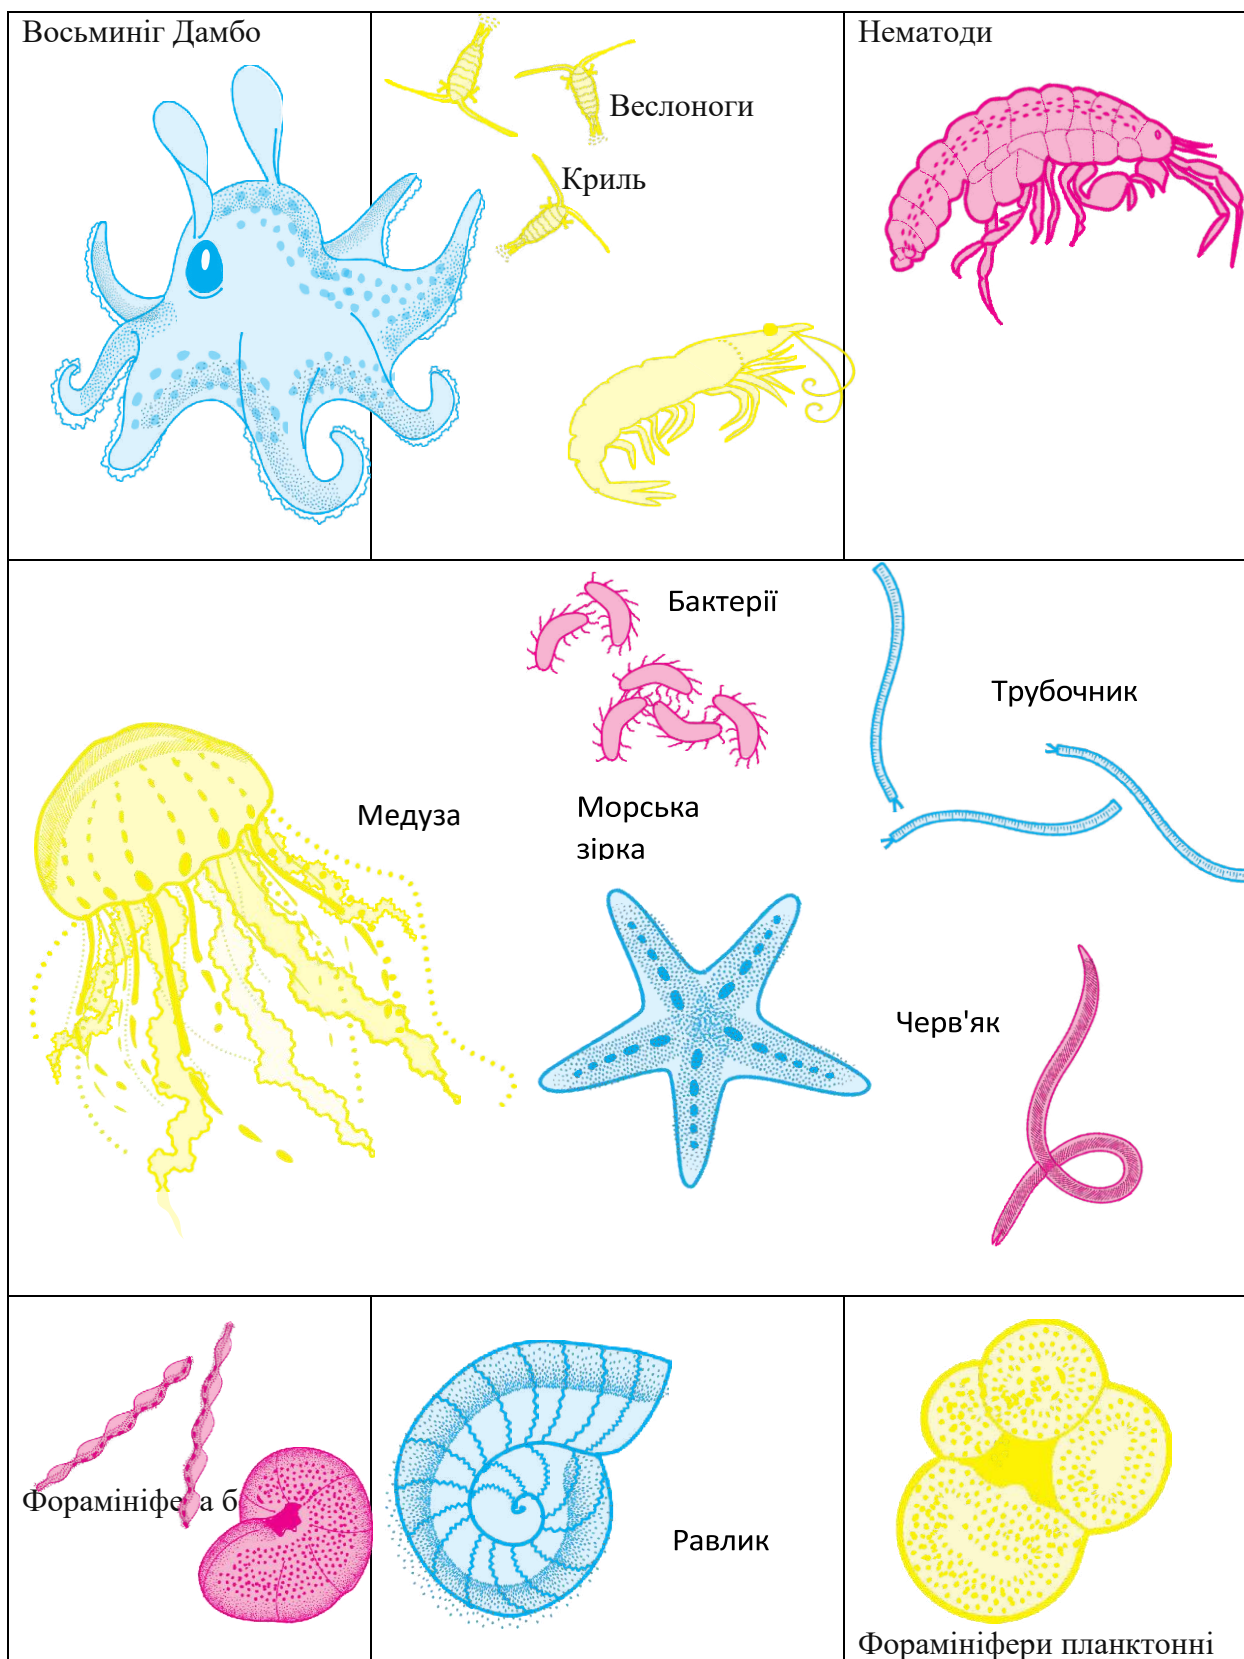 Восьминіг Дамбо
Веслоноги
Криль
Нематоди
Бактерії
Трубочник
Медуза
Морська
зірка
Черв'як
Равлик
Форамініфери планктонні